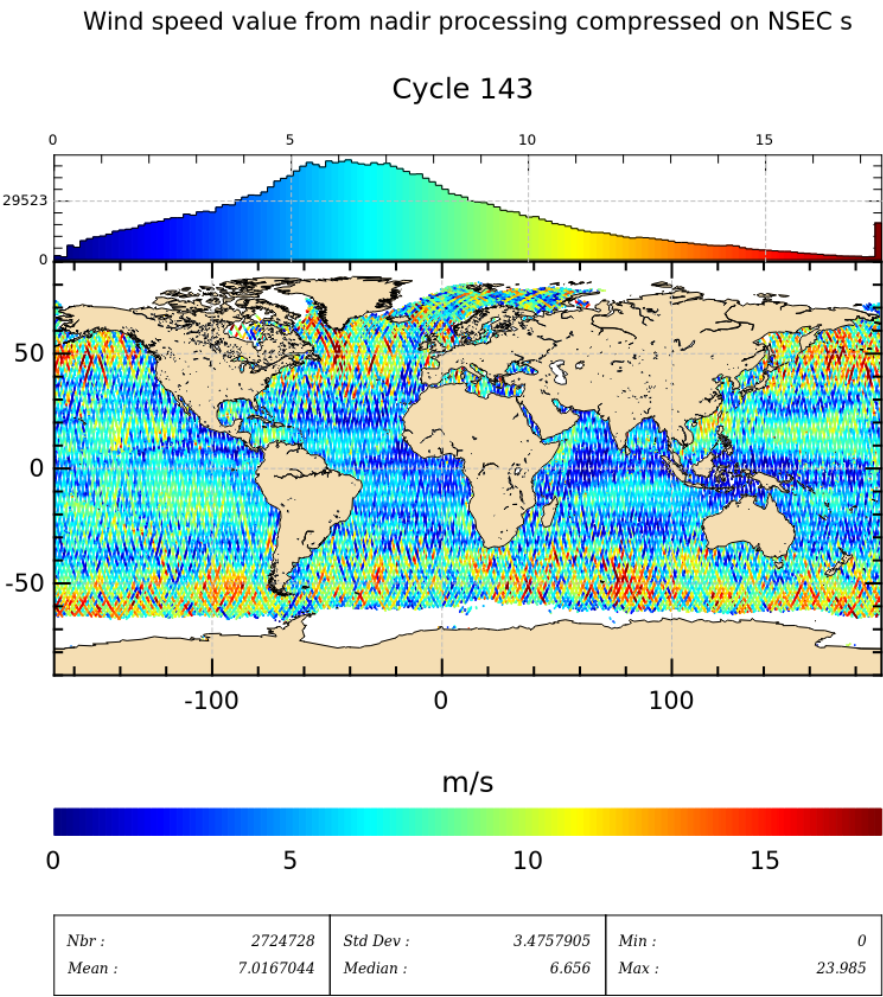 Wind speed value from nadir processing compressed on NSEC s
Cycle 143
0 5 10 15
29523
0
50
0
-50
-100 0 100
m/s
0 5 10 15
Nbr : 2724728 Std Dev : 3.4757905 Min : 0
Mean : 7.0167044 Median : 6.656 Max : 23.985